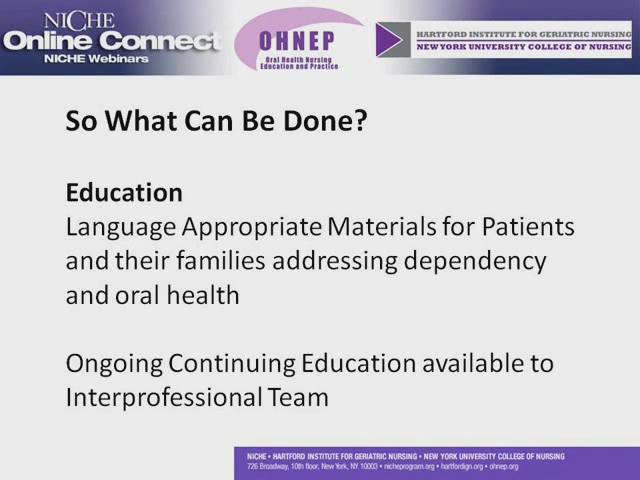 NICHE
Online Connect
NICHE Webinars
OHNEP
Oral Health Nursing
Education and Practice
HARTFORD INSTITUTE FOR GERIATRIC NURSING
NEW YORK UNIVERSITY COLLEGE OF NURSING
So What Can Be Done?
Education
Language Appropriate Materials for Patients
and their families addressing dependency
and oral health
Ongoing Continuing Education available to
Interprofessional Team
NICHE • HARTFORD INSTITUTE FOR GERIATRIC NURSING • NEW YORK UNIVERSITY COLLEGE OF NURSING
726 Broadway, 10th floor, New York, NY 10003 • nicheprogram.org • hartfordign.org • ohnep.org